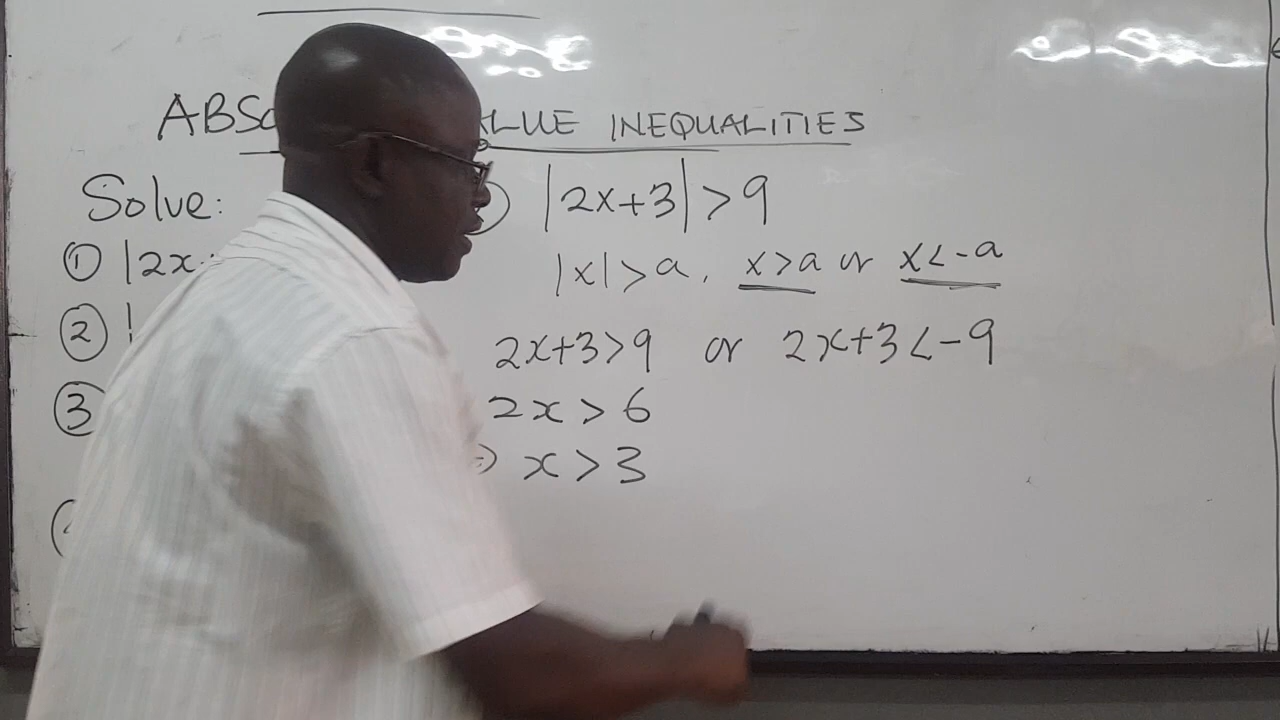 ABSO ALUE INEQUALITIES
Solve:
① |2x
②
③
|2x+3|>9
|x|>a, x>a or x<-a
2x+3>9 or 2x+3<-9
2x>6
x>3